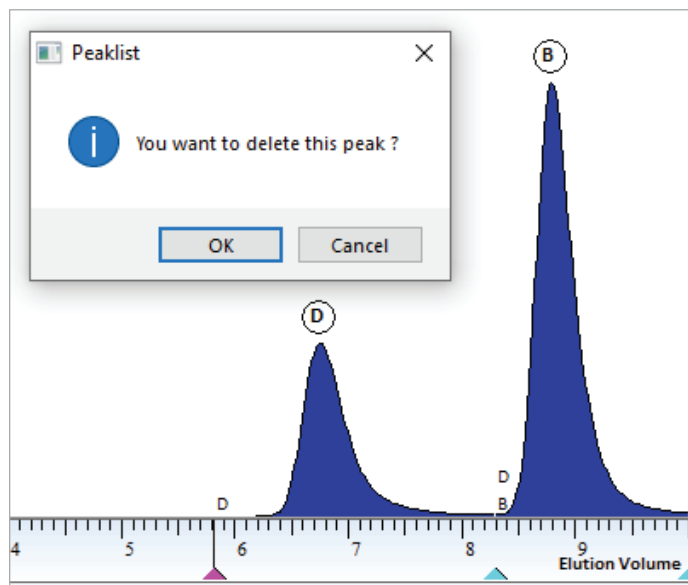 Peaklist
You want to delete this peak ?
OK Cancel
B
D
D
D
B
4 5 6 7 8 9
Elution Volume